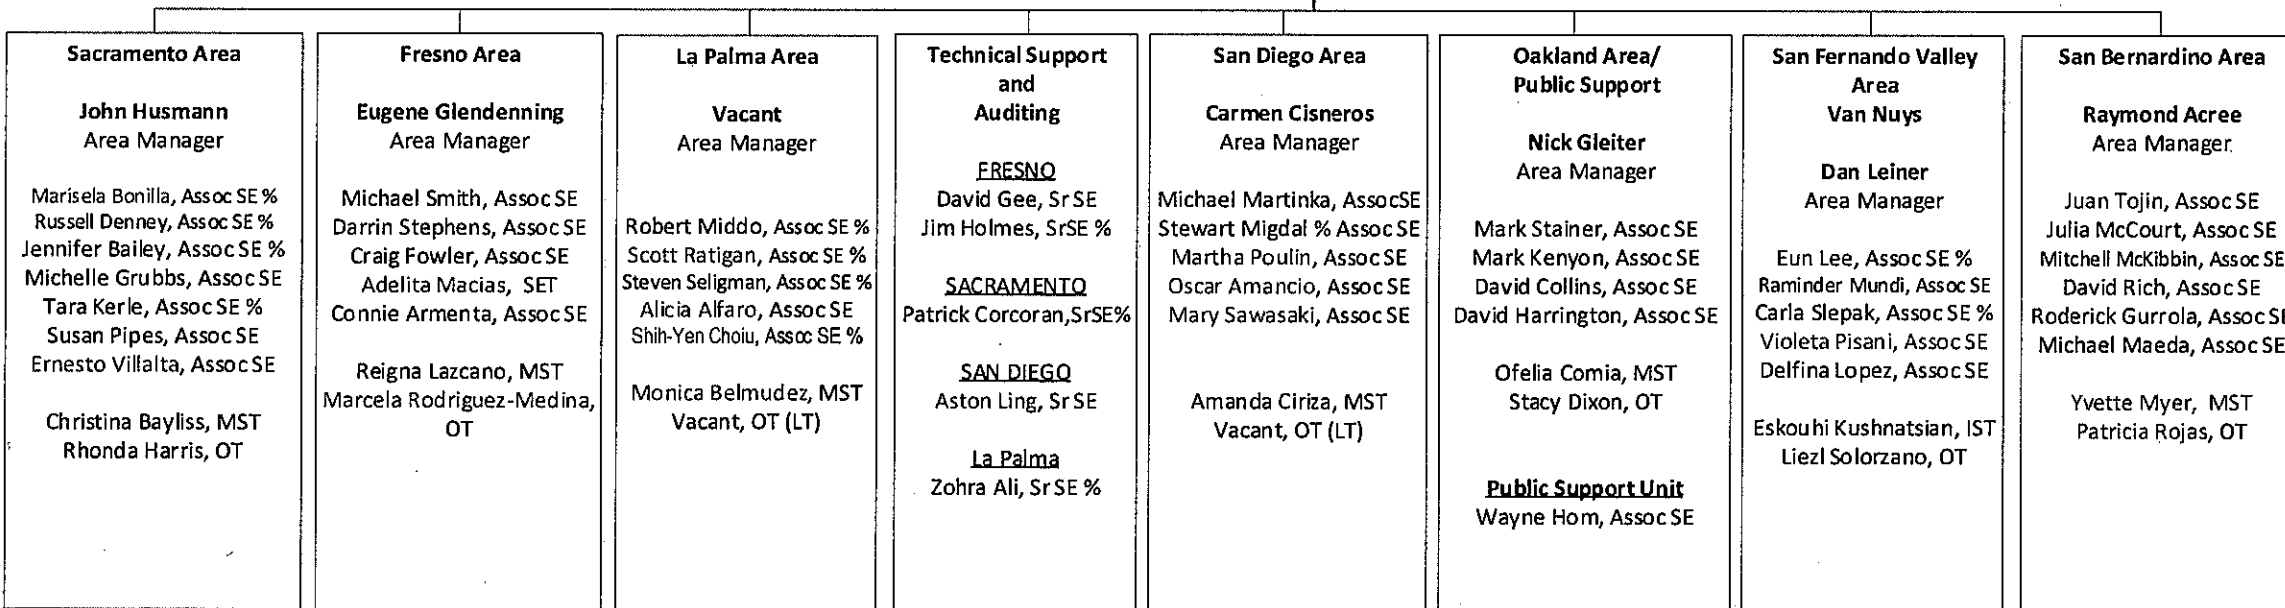 Sacramento Area
John Husmann
Area Manager
Marisela Bonilla, Assoc SE %
Russell Denney, Assoc SE %
Jennifer Bailey, Assoc SE %
Michelle Grubbs, Assoc SE
Tara Kerle, Assoc SE %
Susan Pipes, Assoc SE
Ernesto Villalta, Assoc SE
Christina Bayliss, MST
Rhonda Harris, OT
Fresno Area
Eugene Glendenning
Area Manager
Michael Smith, Assoc SE
Darrin Stephens, Assoc SE
Craig Fowler, Assoc SE
Adelita Macias, SET
Connie Armenta, Assoc SE
Reigna Lazcano, MST
Marcela Rodriguez-Medina,
OT
La Palma Area
Vacant
Area Manager
Robert Middo, Assoc SE %
Scott Ratigan, Assoc SE %
Steven Seligman, Assoc SE %
Alicia Alfaro, Assoc SE
Shih-Yen Choiu, Assoc SE %
Monica Belmudez, MST
Vacant, OT (LT)
Technical Support
and
Auditing
FRESNO
David Gee, Sr SE
Jim Holmes, SrSE %
SACRAMENTO
Patrick Corcoran,SrSE%
SAN DIEGO
Aston Ling, Sr SE
La Palma
Zohra Ali, Sr SE %
San Diego Area
Carmen Cisneros
Area Manager
Michael Martinka, AssocSE
Stewart Migdal % Assoc SE
Martha Poulin, Assoc SE
Oscar Amancio, Assoc SE
Mary Sawasaki, Assoc SE
Amanda Ciriza, MST
Vacant, OT (LT)
Oakland Area/
Public Support
Nick Gleiter
Area Manager
Mark Stainer, Assoc SE
Mark Kenyon, Assoc SE
David Collins, Assoc SE
David Harrington, Assoc SE
Ofelia Comia, MST
Stacy Dixon, OT
Public Support Unit
Wayne Hom, Assoc SE
San Fernando Valley
Area
Van Nuys
Dan Leiner
Area Manager
Eun Lee, Assoc SE %
Raminder Mundi, Assoc SE
Carla Slepak, Assoc SE %
Violeta Pisani, Assoc SE
Delfina Lopez, Assoc SE
Eskouhi Kushnatsian, IST
Liezl Solorzano, OT
San Bernardino Area
Raymond Acree
Area Manager
Juan Tojin, Assoc SE
Julia McCourt, Assoc SE
Mitchell McKibbin, Assoc SE
David Rich, Assoc SE
Roderick Gurrola, Assoc SE
Michael Maeda, Assoc SE
Yvette Myer, MST
Patricia Rojas, OT